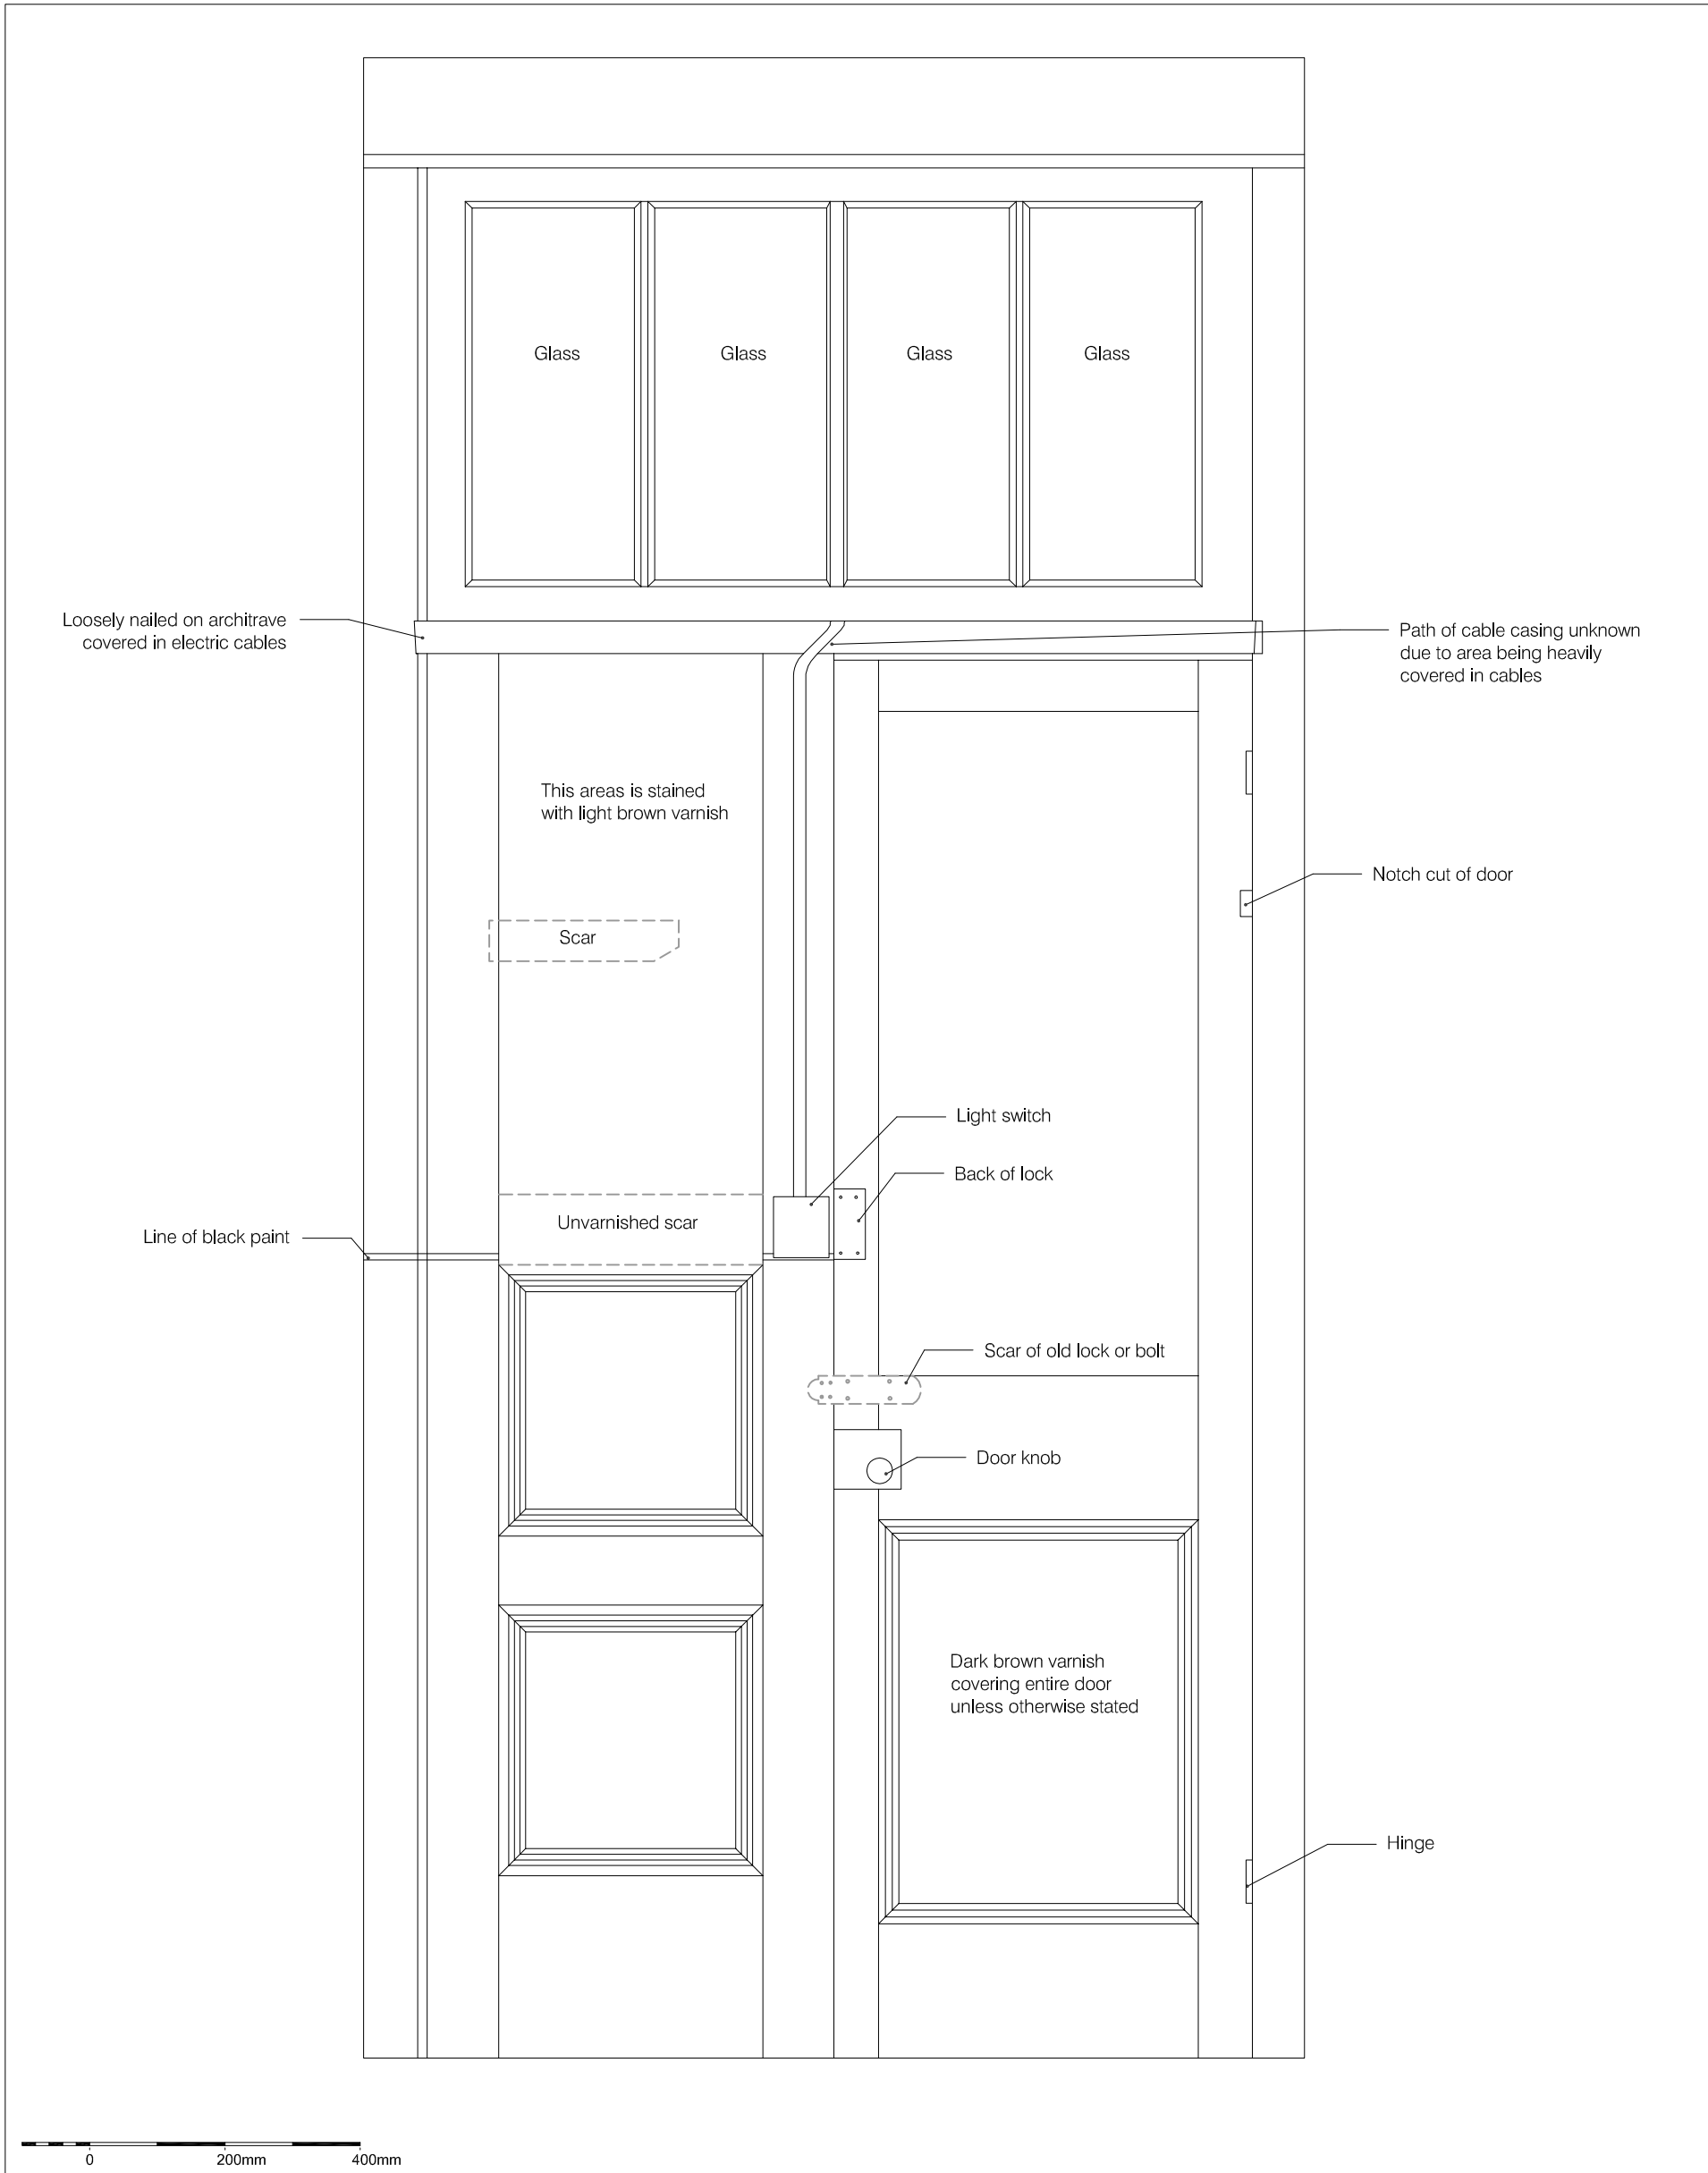 Glass
Glass
Glass
Glass
Loosely nailed on architrave
covered in electric cables
Path of cable casing unknown
due to area being heavily
covered in cables
This areas is stained
with light brown varnish
Notch cut of door
Scar
Light switch
Back of lock
Unvarnished scar
Line of black paint
Scar of old lock or bolt
Door knob
Dark brown varnish
covering entire door
unless otherwise stated
Hinge
0 200mm 400mm